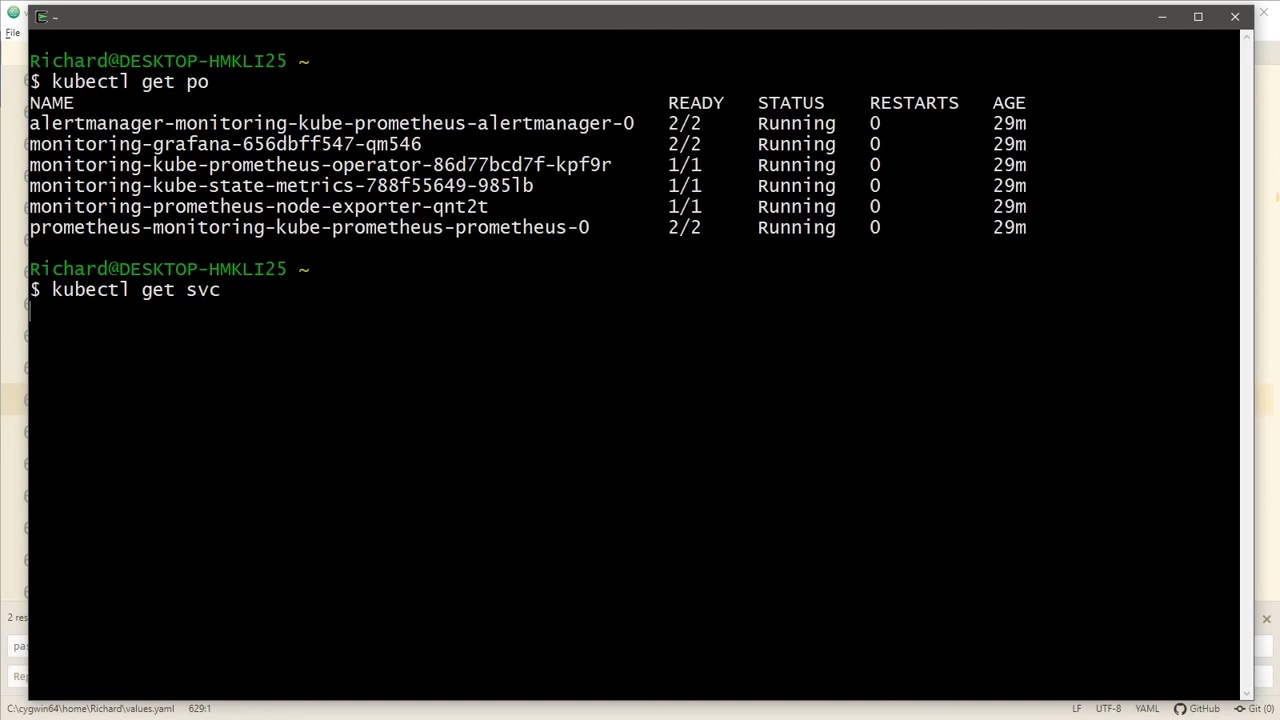 ~
File
Richard@DESKTOP-HMKLI25 ~
$ kubectl get po
NAME READY STATUS RESTARTS AGE
alertmanager-monitoring-kube-prometheus-alertmanager-0 2/2 Running 0 29m
monitoring-grafana-656dbff547-qm546 2/2 Running 0 29m
monitoring-kube-prometheus-operator-86d77bcd7f-kpf9r 1/1 Running 0 29m
monitoring-kube-state-metrics-788f55649-985lb 1/1 Running 0 29m
monitoring-prometheus-node-exporter-qnt2t 1/1 Running 0 29m
prometheus-monitoring-kube-prometheus-prometheus-0 2/2 Running 0 29m
Richard@DESKTOP-HMKLI25 ~
$ kubectl get svc
2 res
pas
Rep
C:\cygwin64\home\Richard\values.yaml 629:1 LF UTF-8 YAML GitHub Git (0)